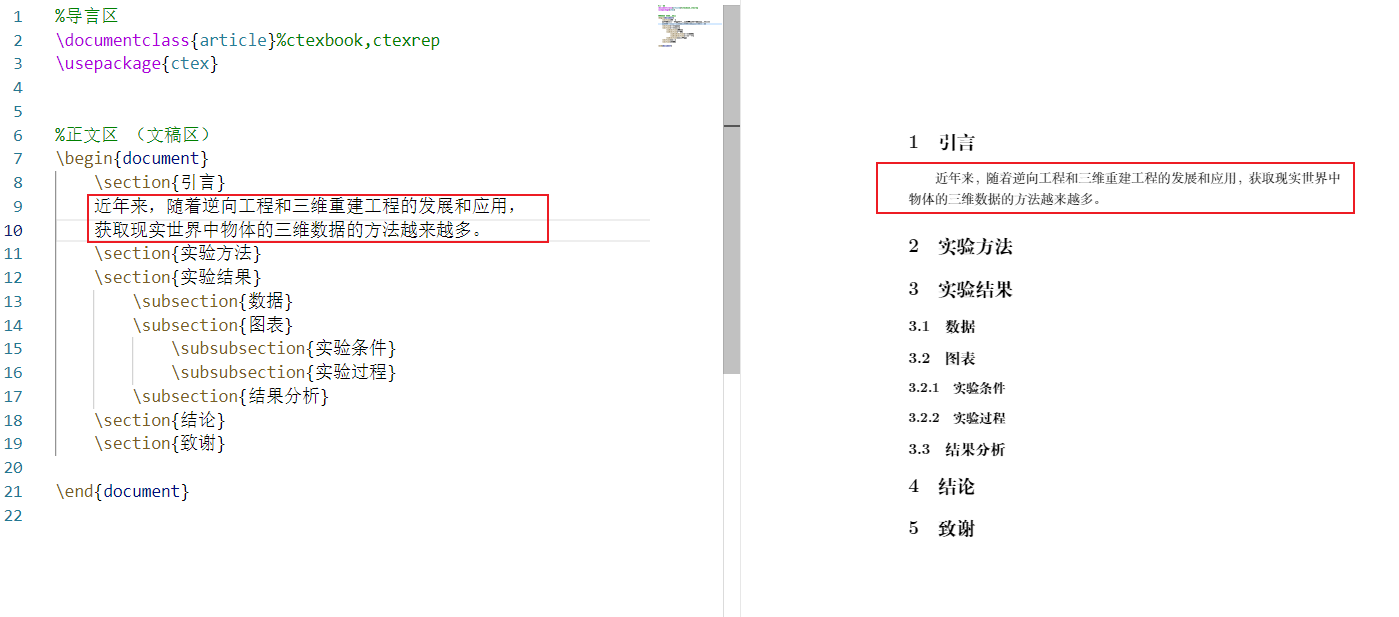 1 %导言区
2 \documentclass{article}%ctexbook,ctexrep
3 \usepackage{ctex}
4
5
6 %正文区 （文稿区）
7 \begin{document}
8 \section{引言}
9 近年来，随着逆向工程和三维重建工程的发展和应用，
10 获取现实世界中物体的三维数据的方法越来越多。
11 \section{实验方法}
12 \section{实验结果}
13 \subsection{数据}
14 \subsection{图表}
15 \subsubsection{实验条件}
16 \subsubsection{实验过程}
17 \subsection{结果分析}
18 \section{结论}
19 \section{致谢}
20
21 \end{document}
22
1 引言
近年来，随着逆向工程和三维重建工程的发展和应用，获取现实世界中
物体的三维数据的方法越来越多。
2 实验方法
3 实验结果
3.1 数据
3.2 图表
3.2.1 实验条件
3.2.2 实验过程
3.3 结果分析
4 结论
5 致谢